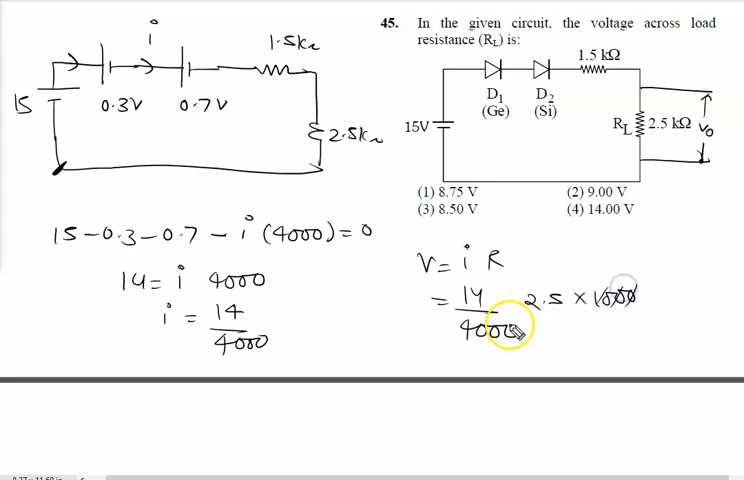 i
1.5k
15
0.3V
0.7V
2.5k
15-0.3-0.7 - i (4000)=0
14= i 4000
i = 14
4000
45. In the given circuit, the voltage across load
resistance (R_L) is:
1.5 kΩ
D₁
(Ge)
D₂
(Si)
15V
R_L
2.5 kΩ
V₀
(1) 8.75 V
(2) 9.00 V
(3) 8.50 V
(4) 14.00 V
V= i R
= 14 2.5 × 1000
4000